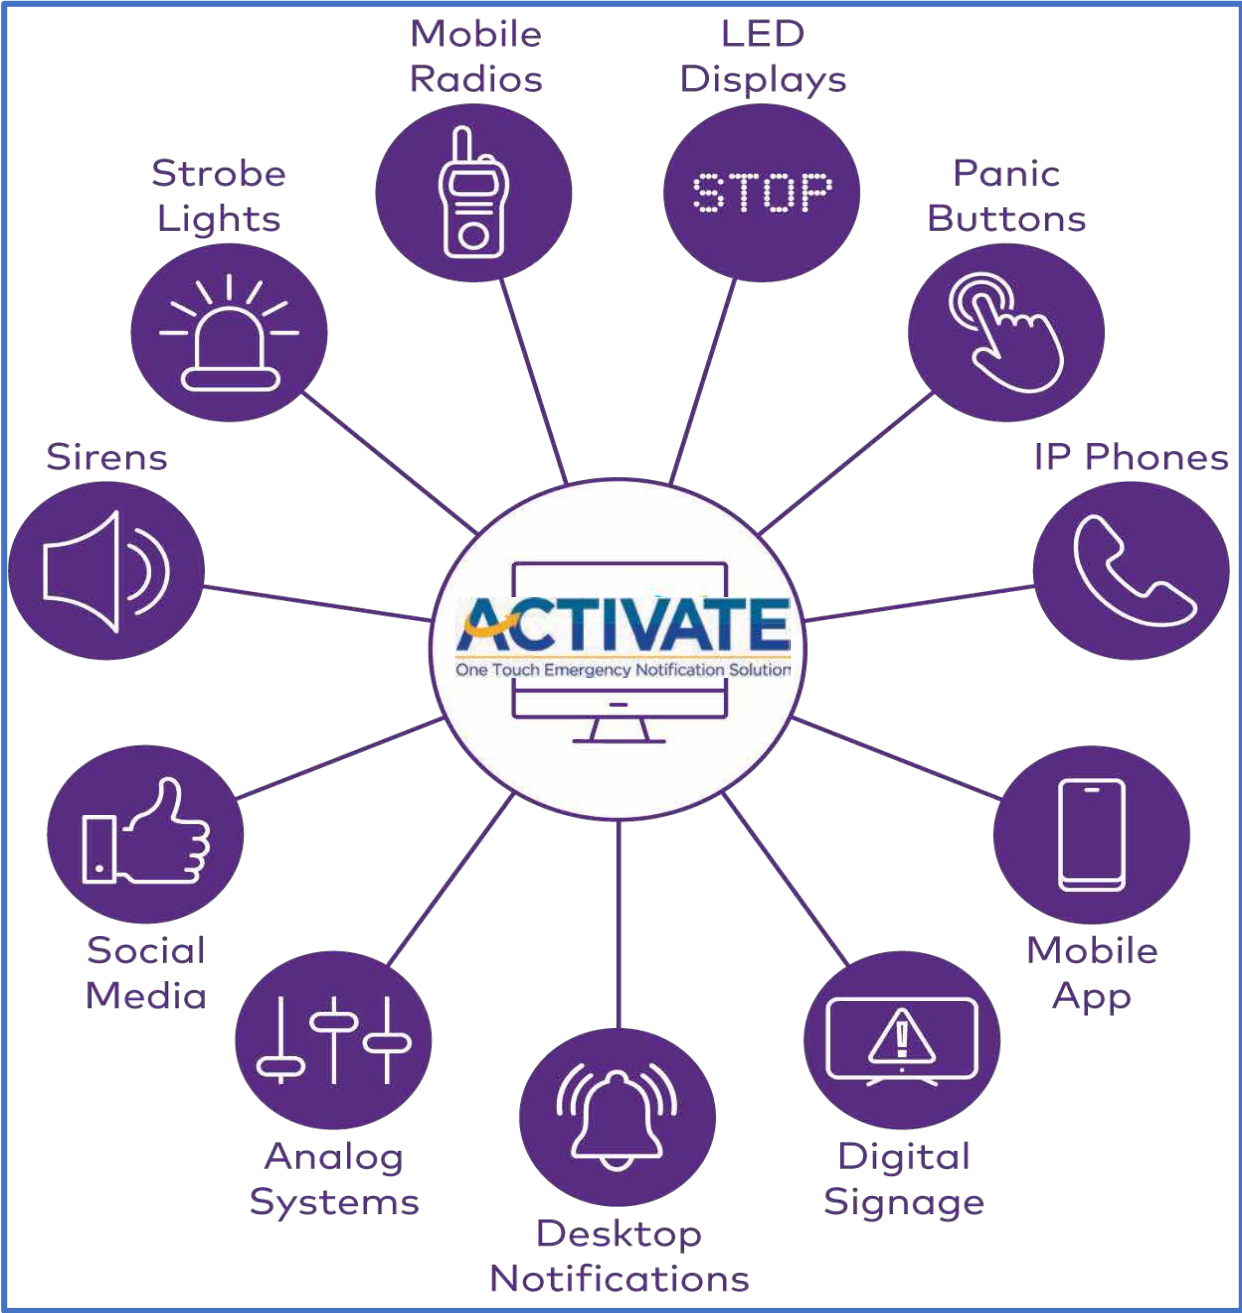 Mobile
Radios
LED
Displays
STOP
Strobe
Lights
Panic
Buttons
Sirens
IP Phones
ACTIVATE
One Touch Emergency Notification Solution
Social
Media
Mobile
App
Analog
Systems
Digital
Signage
Desktop
Notifications